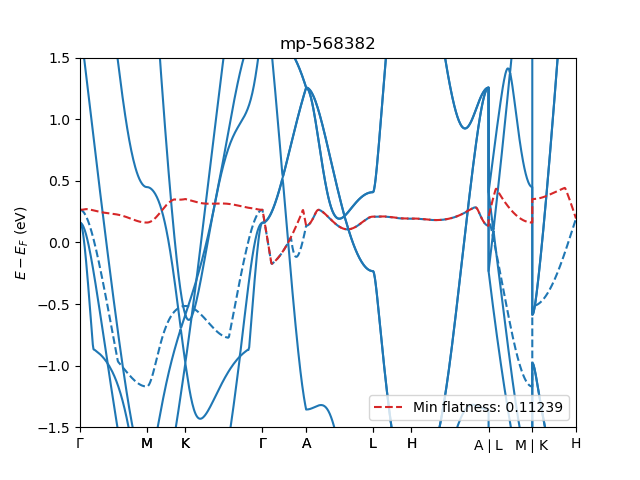 mp-568382
1.5
1.0
0.5
0.0
−0.5
−1.0
−1.5
E − E_F (eV)
Min flatness: 0.11239
Γ M K Γ A L H A | L M | K H